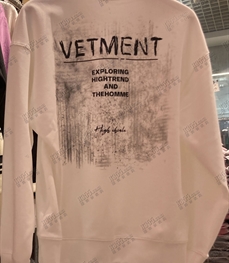 VETMENT
EXPLORING
HIGHTREND
AND
THEHOMME